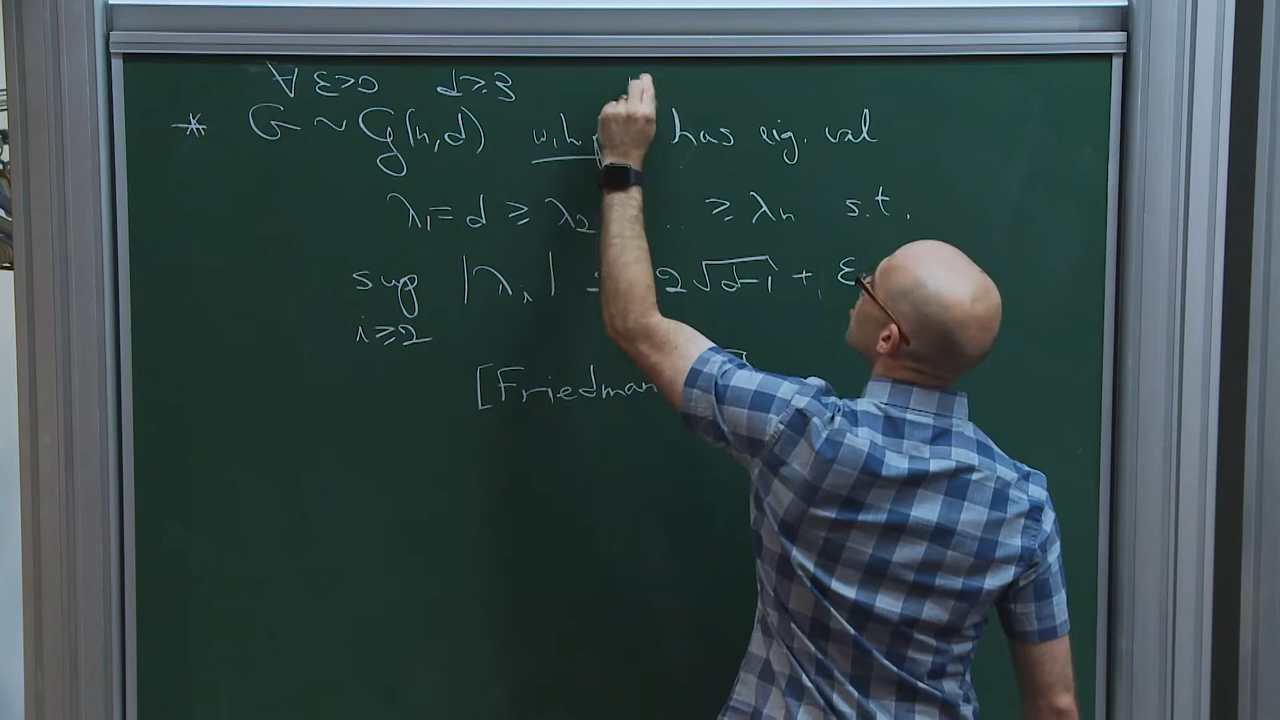 ∀ ε>0 d≥3
* G ~ G(n,d) w.h.p has eig. val
λ₁=d ≥ λ₂ ... ≥ λn s.t.
sup |λi| 2√d-1 + ε
i≥2
[Friedman